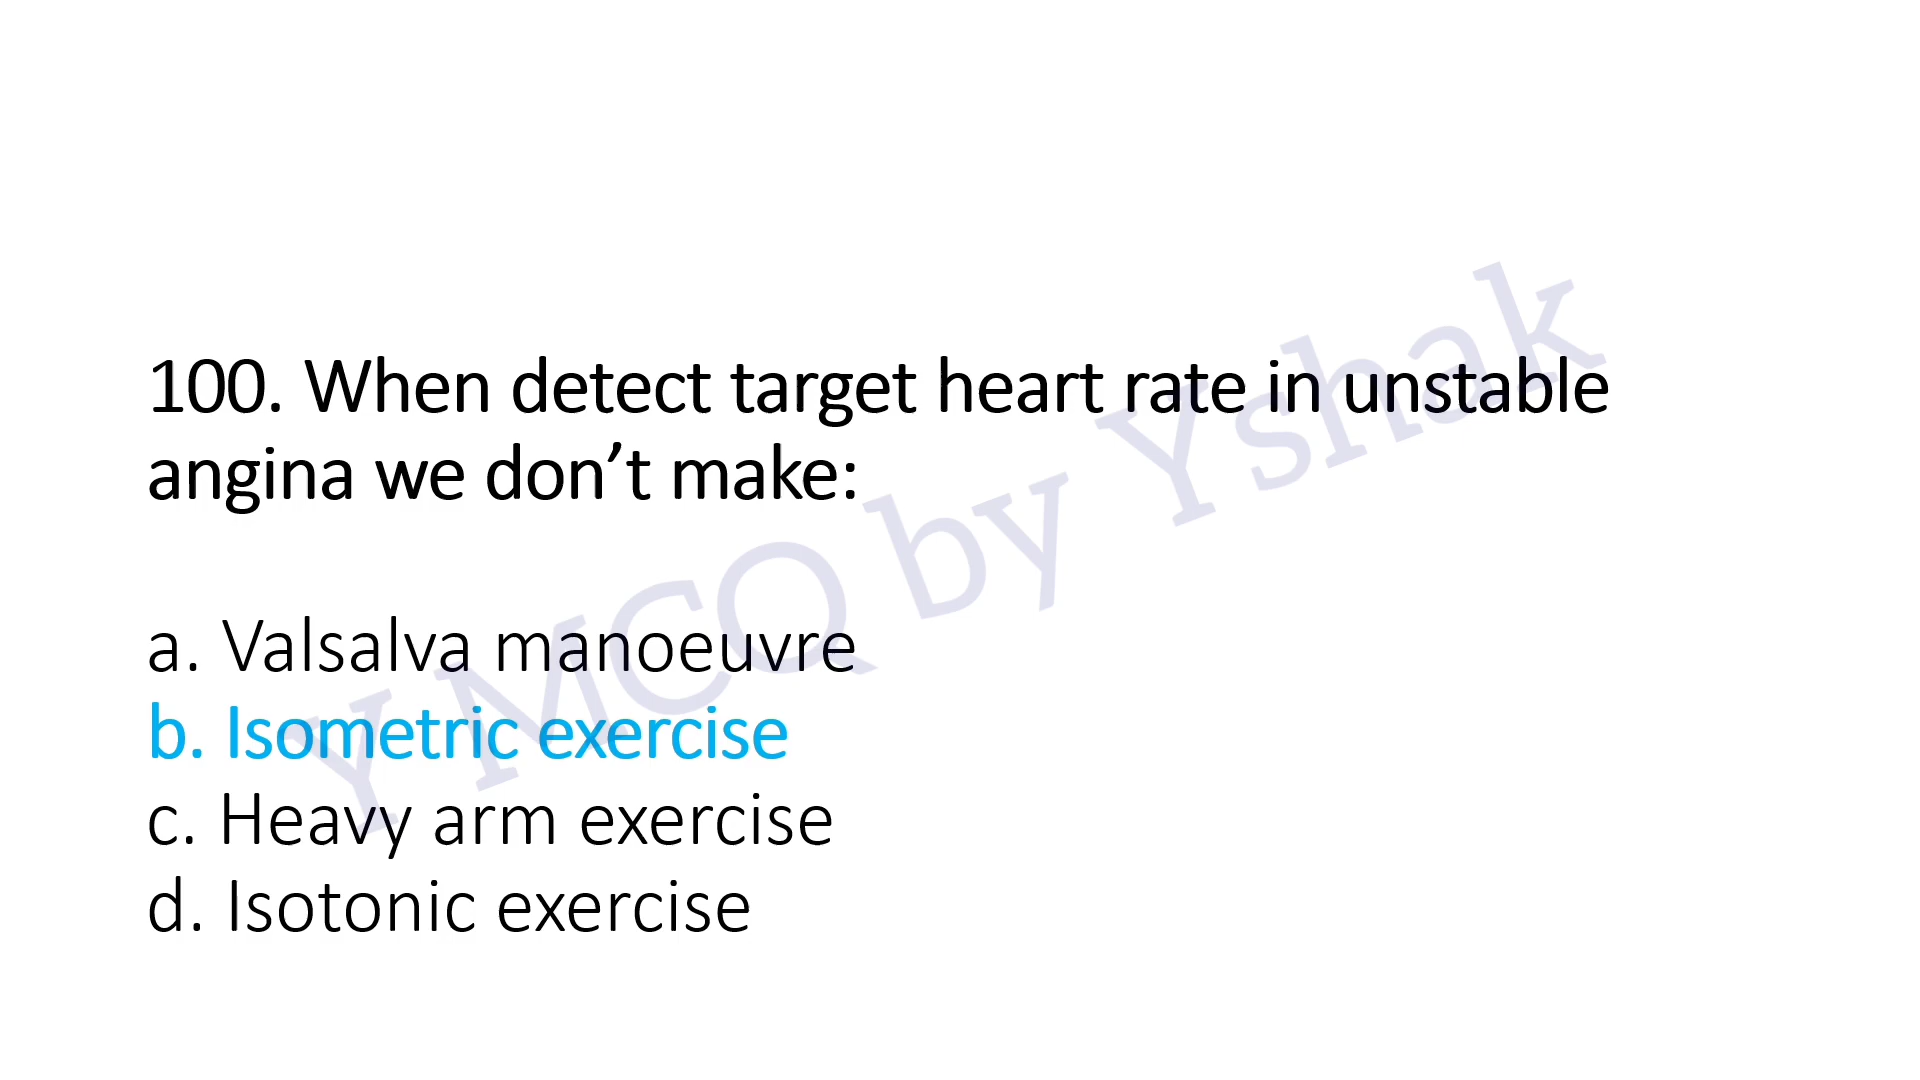 100. When detect target heart rate in unstable
angina we don’t make:
a. Valsalva manoeuvre
b. Isometric exercise
c. Heavy arm exercise
d. Isotonic exercise
Y MCQ by Yshak